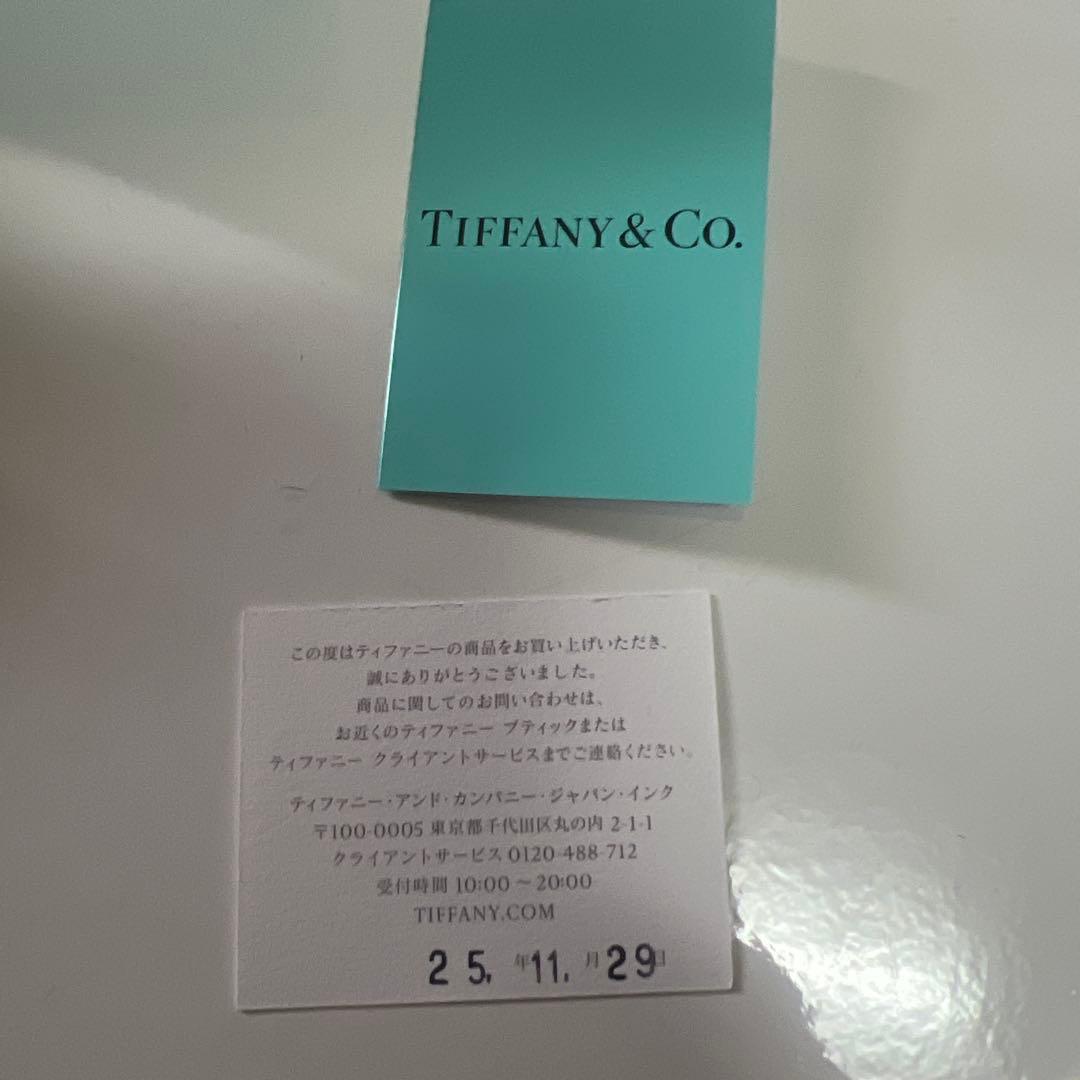 TIFFANY & CO.
この度はティファニーの商品をお買い上げいただき、
誠にありがとうございました。
商品に関してのお問い合わせは、
お近くのティファニー ブティックまたは
ティファニー クライアントサービスまでご連絡ください。
ティファニー・アンド・カンパニー・ジャパン・インク
〒100-0005 東京都千代田区丸の内 2-1-1
クライアントサービス 0120-488-712
受付時間 10:00～20:00
TIFFANY.COM
25. 年 11. 月 29日